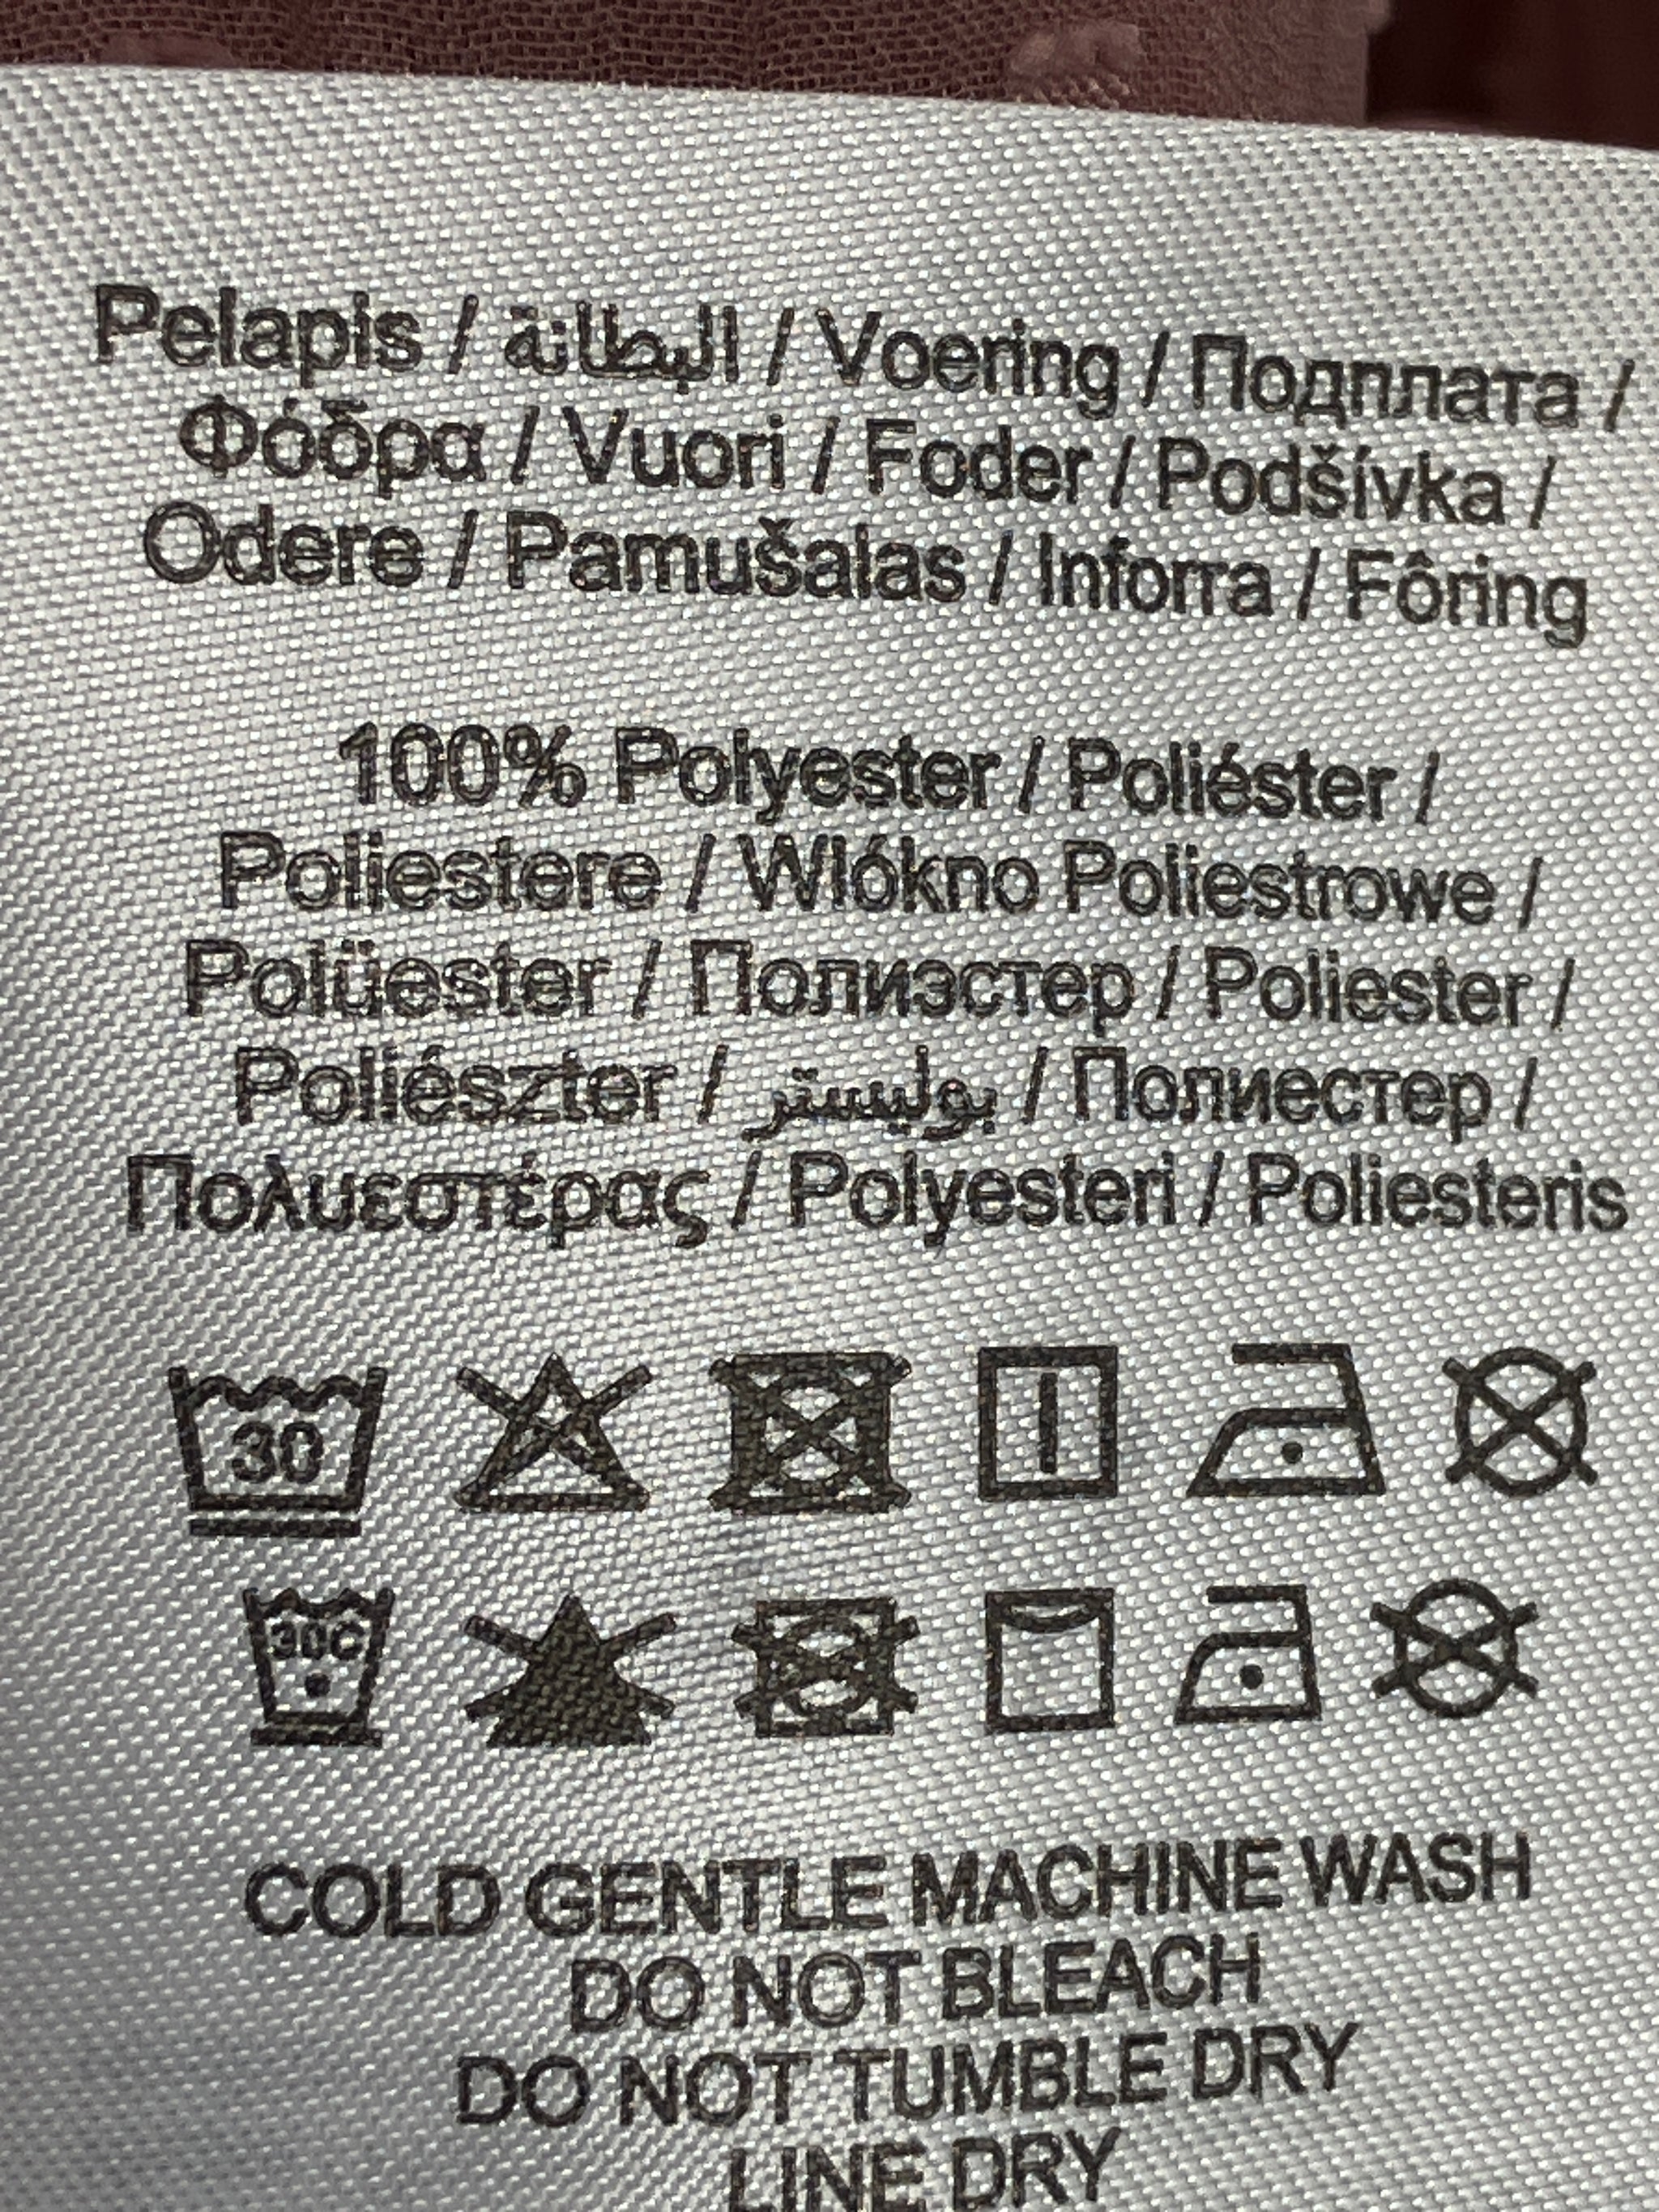 Pelapis / البطانة / Voering / Подплата /
Φόδρα / Vuori / Foder / Podšívka /
Odere / Pamušalas / Inforra / Fôring
100% Polyester / Poliéster /
Poliestere / Wlókno Poliestrowe /
Polüester / Полиэстер / Poliester /
Poliészter / بوليستر / Полиестер /
Πολυεστέρας / Polyesteri / Poliesteris
30
30C
COLD GENTLE MACHINE WASH
DO NOT BLEACH
DO NOT TUMBLE DRY
LINE DRY